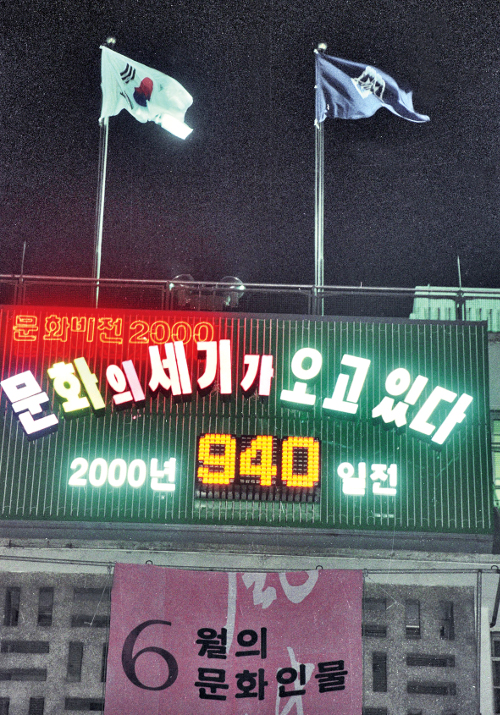 문화비전2000
문화의 세기가 오고 있다
2000년 940 일전
6 월의
문화인물